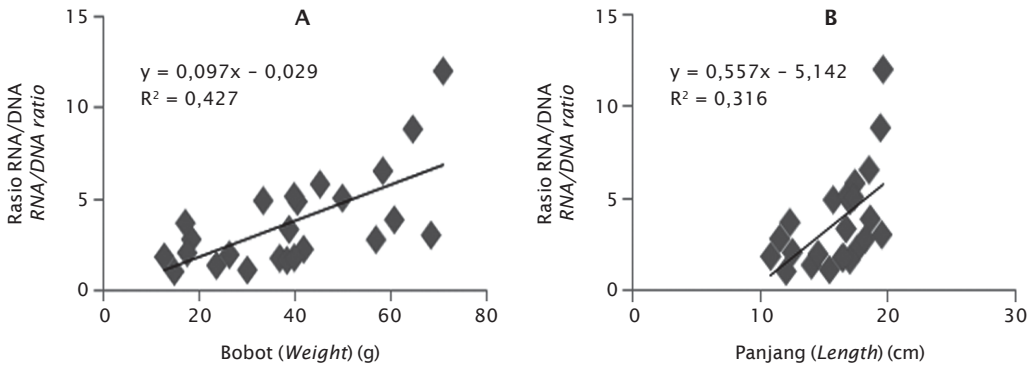 A
15
10
5
0
Rasio RNA/DNA
RNA/DNA ratio
y = 0,097x – 0,029
R² = 0,427
0 20 40 60 80
Bobot (Weight) (g)
B
15
10
5
0
Rasio RNA/DNA
RNA/DNA ratio
y = 0,557x – 5,142
R² = 0,316
0 10 20 30
Panjang (Length) (cm)